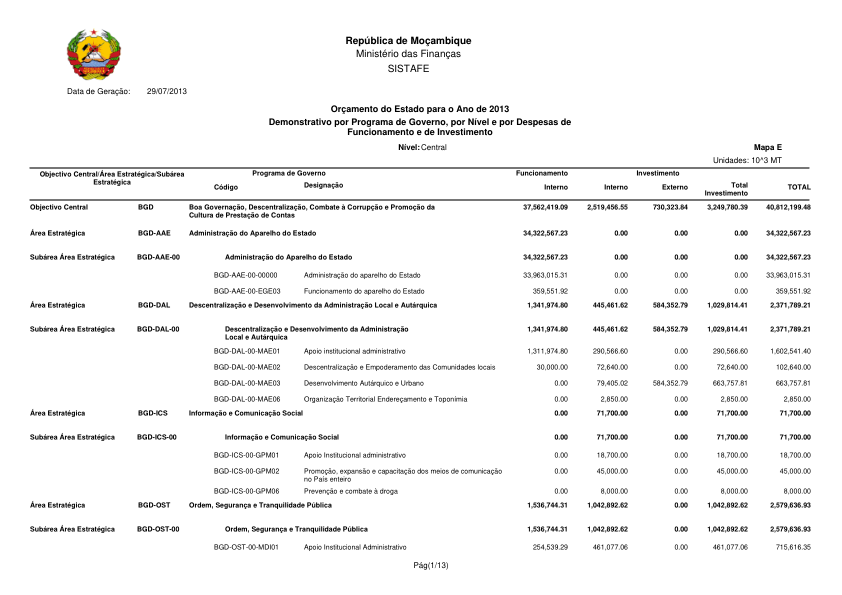 República de Moçambique
Ministério das Finanças
SISTAFE
Data de Geração: 29/07/2013
Orçamento do Estado para o Ano de 2013
Demonstrativo por Programa de Governo, por Nível e por Despesas de
Funcionamento e de Investimento
Nível: Central Mapa E
Unidades: 10^3 MT
Objectivo Central/Área Estratégica/Subárea Estratégica Programa de Governo Funcionamento Investimento
Código Designação Interno Interno Externo Total Investimento TOTAL
Objectivo Central BGD Boa Governação, Descentralização, Combate à Corrupção e Promoção da 37,562,419.09 2,519,456.55 730,323.84 3,249,780.39 40,812,199.48
Cultura de Prestação de Contas
Área Estratégica BGD-AAE Administração do Aparelho do Estado 34,322,567.23 0.00 0.00 0.00 34,322,567.23
Subárea Área Estratégica BGD-AAE-00 Administração do Aparelho do Estado 34,322,567.23 0.00 0.00 0.00 34,322,567.23
BGD-AAE-00-00000 Administração do aparelho do Estado 33,963,015.31 0.00 0.00 0.00 33,963,015.31
BGD-AAE-00-EGE03 Funcionamento do aparelho do Estado 359,551.92 0.00 0.00 0.00 359,551.92
Área Estratégica BGD-DAL Descentralização e Desenvolvimento da Administração Local e Autárquica 1,341,974.80 445,461.62 584,352.79 1,029,814.41 2,371,789.21
Subárea Área Estratégica BGD-DAL-00 Descentralização e Desenvolvimento da Administração 1,341,974.80 445,461.62 584,352.79 1,029,814.41 2,371,789.21
Local e Autárquica
BGD-DAL-00-MAE01 Apoio institucional administrativo 1,311,974.80 290,566.60 0.00 290,566.60 1,602,541.40
BGD-DAL-00-MAE02 Descentralização e Empoderamento das Comunidades locais 30,000.00 72,640.00 0.00 72,640.00 102,640.00
BGD-DAL-00-MAE03 Desenvolvimento Autárquico e Urbano 0.00 79,405.02 584,352.79 663,757.81 663,757.81
BGD-DAL-00-MAE06 Organização Territorial Endereçamento e Toponímia 0.00 2,850.00 0.00 2,850.00 2,850.00
Área Estratégica BGD-ICS Informação e Comunicação Social 0.00 71,700.00 0.00 71,700.00 71,700.00
Subárea Área Estratégica BGD-ICS-00 Informação e Comunicação Social 0.00 71,700.00 0.00 71,700.00 71,700.00
BGD-ICS-00-GPM01 Apoio Institucional administrativo 0.00 18,700.00 0.00 18,700.00 18,700.00
BGD-ICS-00-GPM02 Promoção, expansão e capacitação dos meios de comunicação 0.00 45,000.00 0.00 45,000.00 45,000.00
no País enteiro
BGD-ICS-00-GPM06 Prevenção e combate à droga 0.00 8,000.00 0.00 8,000.00 8,000.00
Área Estratégica BGD-OST Ordem, Segurança e Tranquilidade Pública 1,536,744.31 1,042,892.62 0.00 1,042,892.62 2,579,636.93
Subárea Área Estratégica BGD-OST-00 Ordem, Segurança e Tranquilidade Pública 1,536,744.31 1,042,892.62 0.00 1,042,892.62 2,579,636.93
BGD-OST-00-MDI01 Apoio Institucional Administrativo 254,539.29 461,077.06 0.00 461,077.06 715,616.35
Pág(1/13)